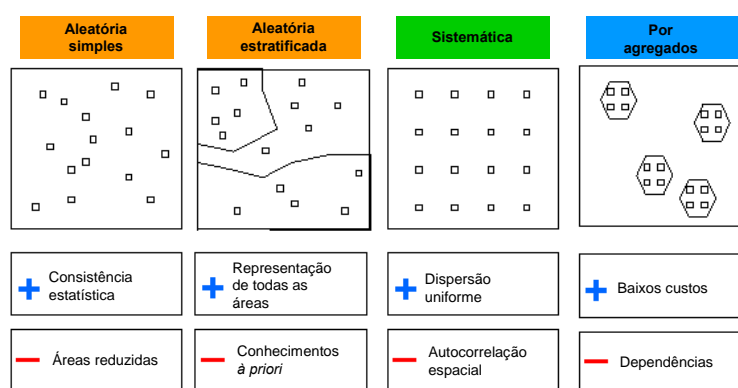 Aleatória
simples
Aleatória
estratificada
Sistemática
Por
agregados
Consistência
estatística
Representação
de todas as
áreas
Dispersão
uniforme
Baixos custos
Áreas reduzidas
Conhecimentos
à priori
Autocorrelação
espacial
Dependências